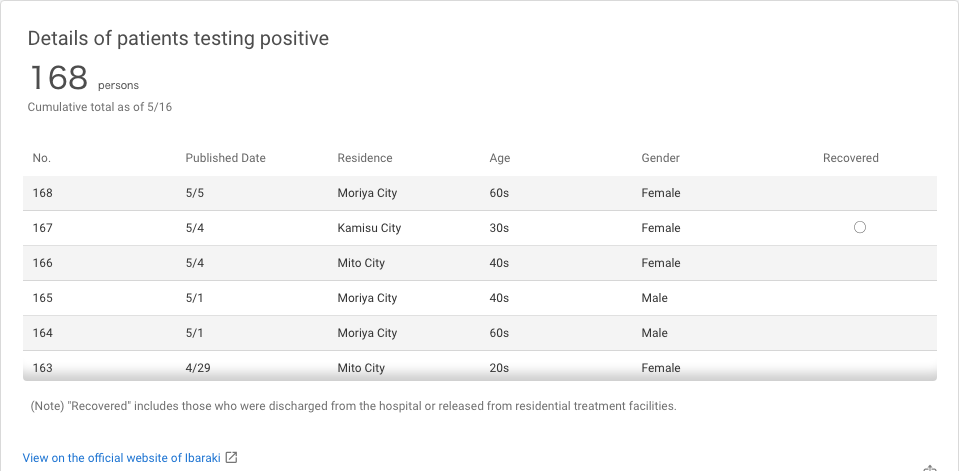 Details of patients testing positive
168 persons
Cumulative total as of 5/16
No. Published Date Residence Age Gender Recovered
168 5/5 Moriya City 60s Female
167 5/4 Kamisu City 30s Female ○
166 5/4 Mito City 40s Female
165 5/1 Moriya City 40s Male
164 5/1 Moriya City 60s Male
163 4/29 Mito City 20s Female
(Note) "Recovered" includes those who were discharged from the hospital or released from residential treatment facilities.
View on the official website of Ibaraki